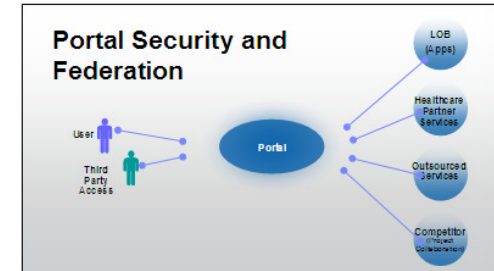 Portal Security and
Federation
User
Third
Party
Access
Portal
LOB
(Apps)
Healthcare
Partner
Services
Outsourced
Services
Competitor
(Project
Collaboration)